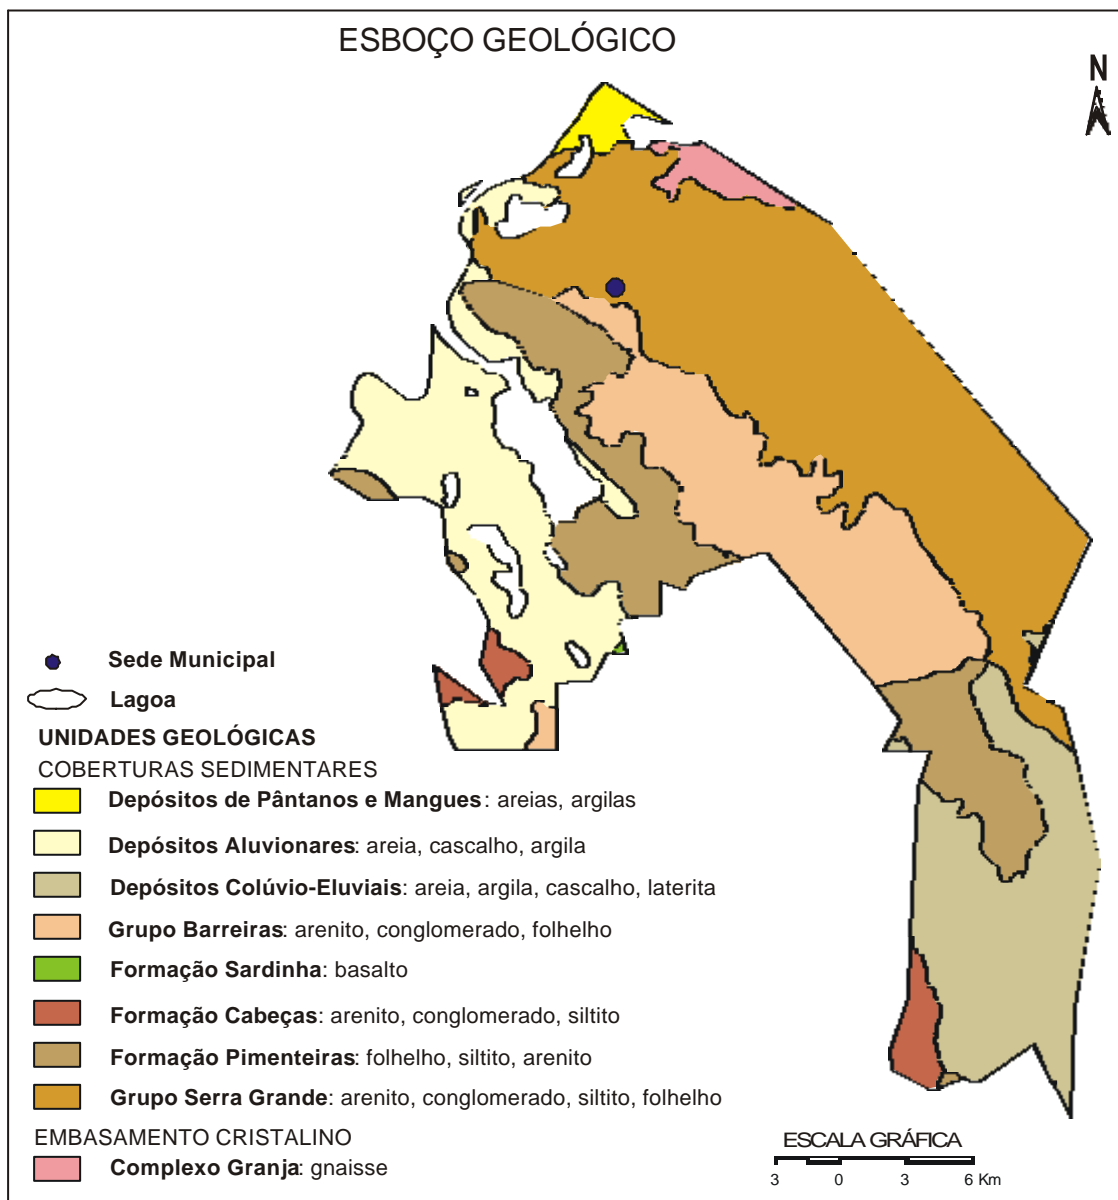 ESBOÇO GEOLÓGICO
N
Sede Municipal
Lagoa
UNIDADES GEOLÓGICAS
COBERTURAS SEDIMENTARES
Depósitos de Pântanos e Mangues: areias, argilas
Depósitos Aluvionares: areia, cascalho, argila
Depósitos Colúvio-Eluviais: areia, argila, cascalho, laterita
Grupo Barreiras: arenito, conglomerado, folhelho
Formação Sardinha: basalto
Formação Cabeças: arenito, conglomerado, siltito
Formação Pimenteiras: folhelho, siltito, arenito
Grupo Serra Grande: arenito, conglomerado, siltito, folhelho
EMBASAMENTO CRISTALINO
Complexo Granja: gnaisse
ESCALA GRÁFICA
3 0 3 6 Km